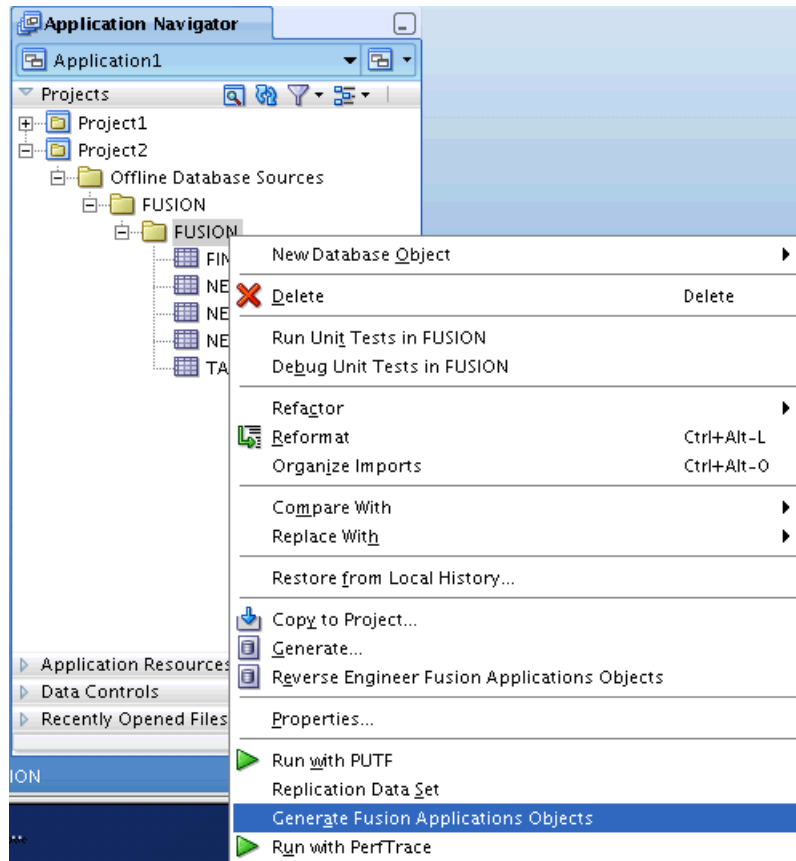 Application Navigator
Application1
Projects
Project1
Project2
Offline Database Sources
FUSION
FUSION
FIN
NE
NE
NE
TA
New Database Object
Delete Delete
Run Unit Tests in FUSION
Debug Unit Tests in FUSION
Refactor
Reformat Ctrl+Alt-L
Organize Imports Ctrl+Alt-O
Compare With
Replace With
Restore from Local History...
Copy to Project...
Generate...
Reverse Engineer Fusion Applications Objects
Properties...
Run with PUTF
Replication Data Set
Generate Fusion Applications Objects
Run with PerfTrace
Application Resources
Data Controls
Recently Opened Files
ION
...